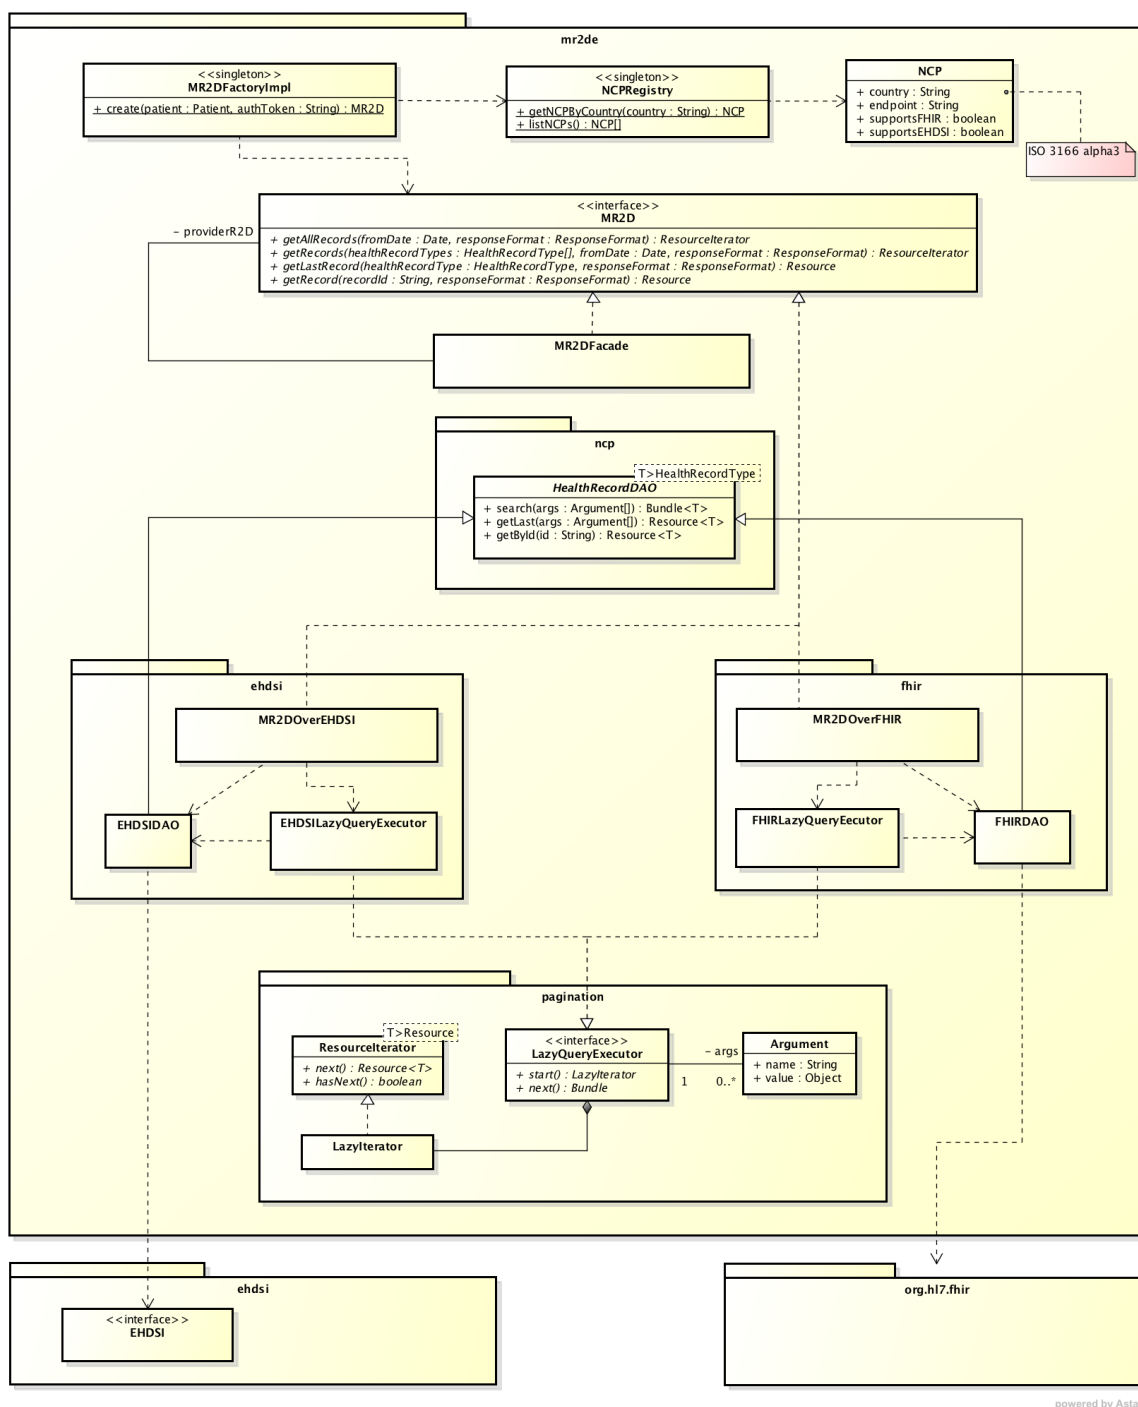 mr2de
<<singleton>>
MR2DFactoryImpl
+ create(patient : Patient, authToken : String) : MR2D
<<singleton>>
NCPRegistry
+ getNCPByCountry(country : String) : NCP
+ listNCPs() : NCP[]
NCP
+ country : String
+ endpoint : String
+ supportsFHIR : boolean
+ supportsEHDSI : boolean
ISO 3166 alpha3
<<interface>>
MR2D
+ getAllRecords(fromDate : Date, responseFormat : ResponseFormat) : ResourceIterator
+ getRecords(healthRecordTypes : HealthRecordType[], fromDate : Date, responseFormat : ResponseFormat) : ResourceIterator
+ getLastRecord(healthRecordType : HealthRecordType, responseFormat : ResponseFormat) : Resource
+ getRecord(recordId : String, responseFormat : ResponseFormat) : Resource
- providerR2D
MR2DFacade
ncp
T>HealthRecordType
HealthRecordDAO
+ search(args : Argument[]) : Bundle<T>
+ getLast(args : Argument[]) : Resource<T>
+ getById(id : String) : Resource<T>
ehdsi
MR2DOverEHDSI
EHDSIDAO
EHDSILazyQueryExecutor
fhir
MR2DOverFHIR
FHIRLazyQueryEecutor
FHIRDAO
pagination
T>Resource
ResourceIterator
+ next() : Resource<T>
+ hasNext() : boolean
<<interface>>
LazyQueryExecutor
+ start() : LazyIterator
+ next() : Bundle
- args
1
0..*
Argument
+ name : String
+ value : Object
LazyIterator
ehdsi
<<interface>>
EHDSI
org.hl7.fhir
powered by Asta